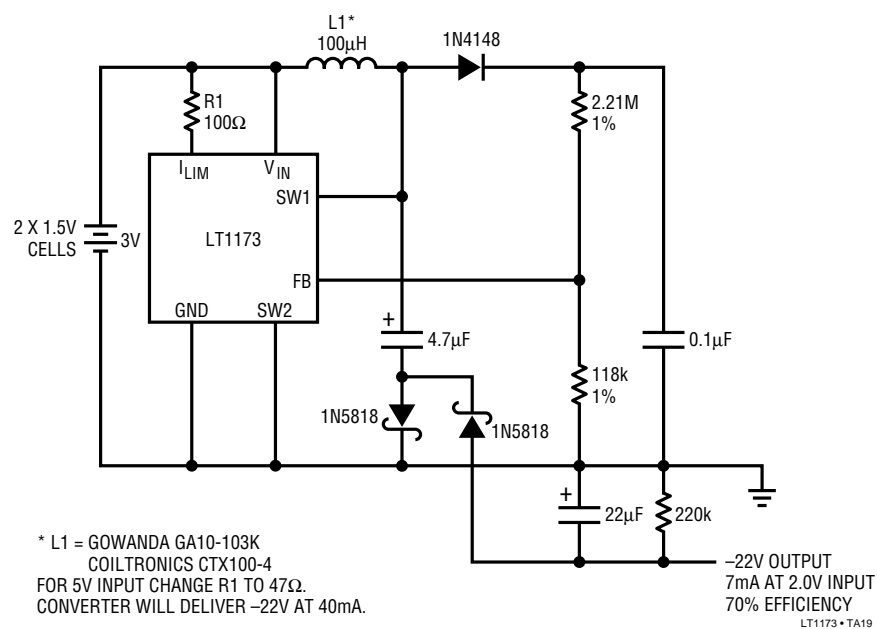 L1*
100µH
1N4148
R1
100Ω
2.21M
1%
ILIM
VIN
SW1
2 X 1.5V
CELLS
3V
LT1173
FB
GND
SW2
+
4.7µF
0.1µF
118k
1%
1N5818
1N5818
+
22µF
220k
* L1 = GOWANDA GA10-103K
COILTRONICS CTX100-4
FOR 5V INPUT CHANGE R1 TO 47Ω.
CONVERTER WILL DELIVER –22V AT 40mA.
–22V OUTPUT
7mA AT 2.0V INPUT
70% EFFICIENCY
LT1173 • TA19